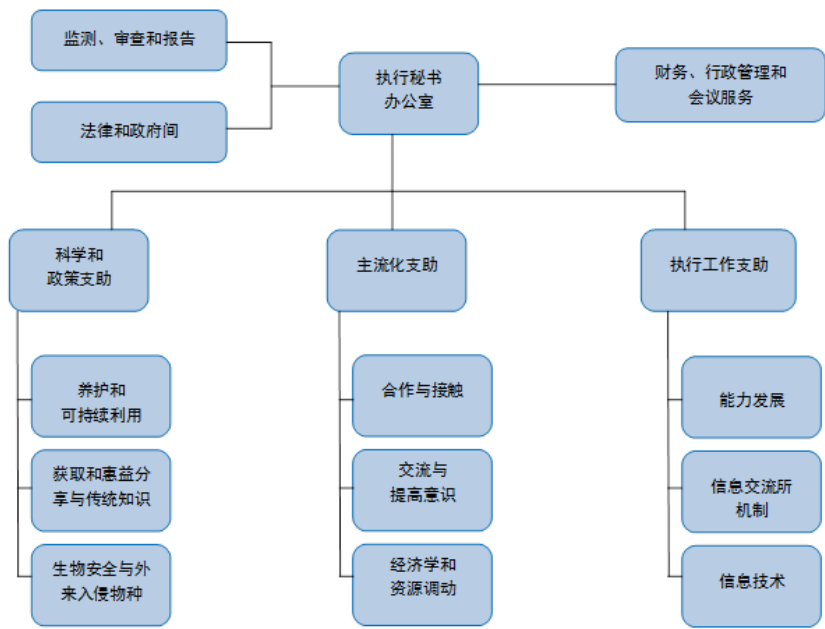 监测、审查和报告
执行秘书
办公室
财务、行政管理和
会议服务
法律和政府间
科学和
政策支助
主流化支助
执行工作支助
养护和
可持续利用
合作与接触
能力发展
获取和惠益分
享与传统知识
交流与
提高意识
信息交流所
机制
生物安全与外
来入侵物种
经济学和
资源调动
信息技术